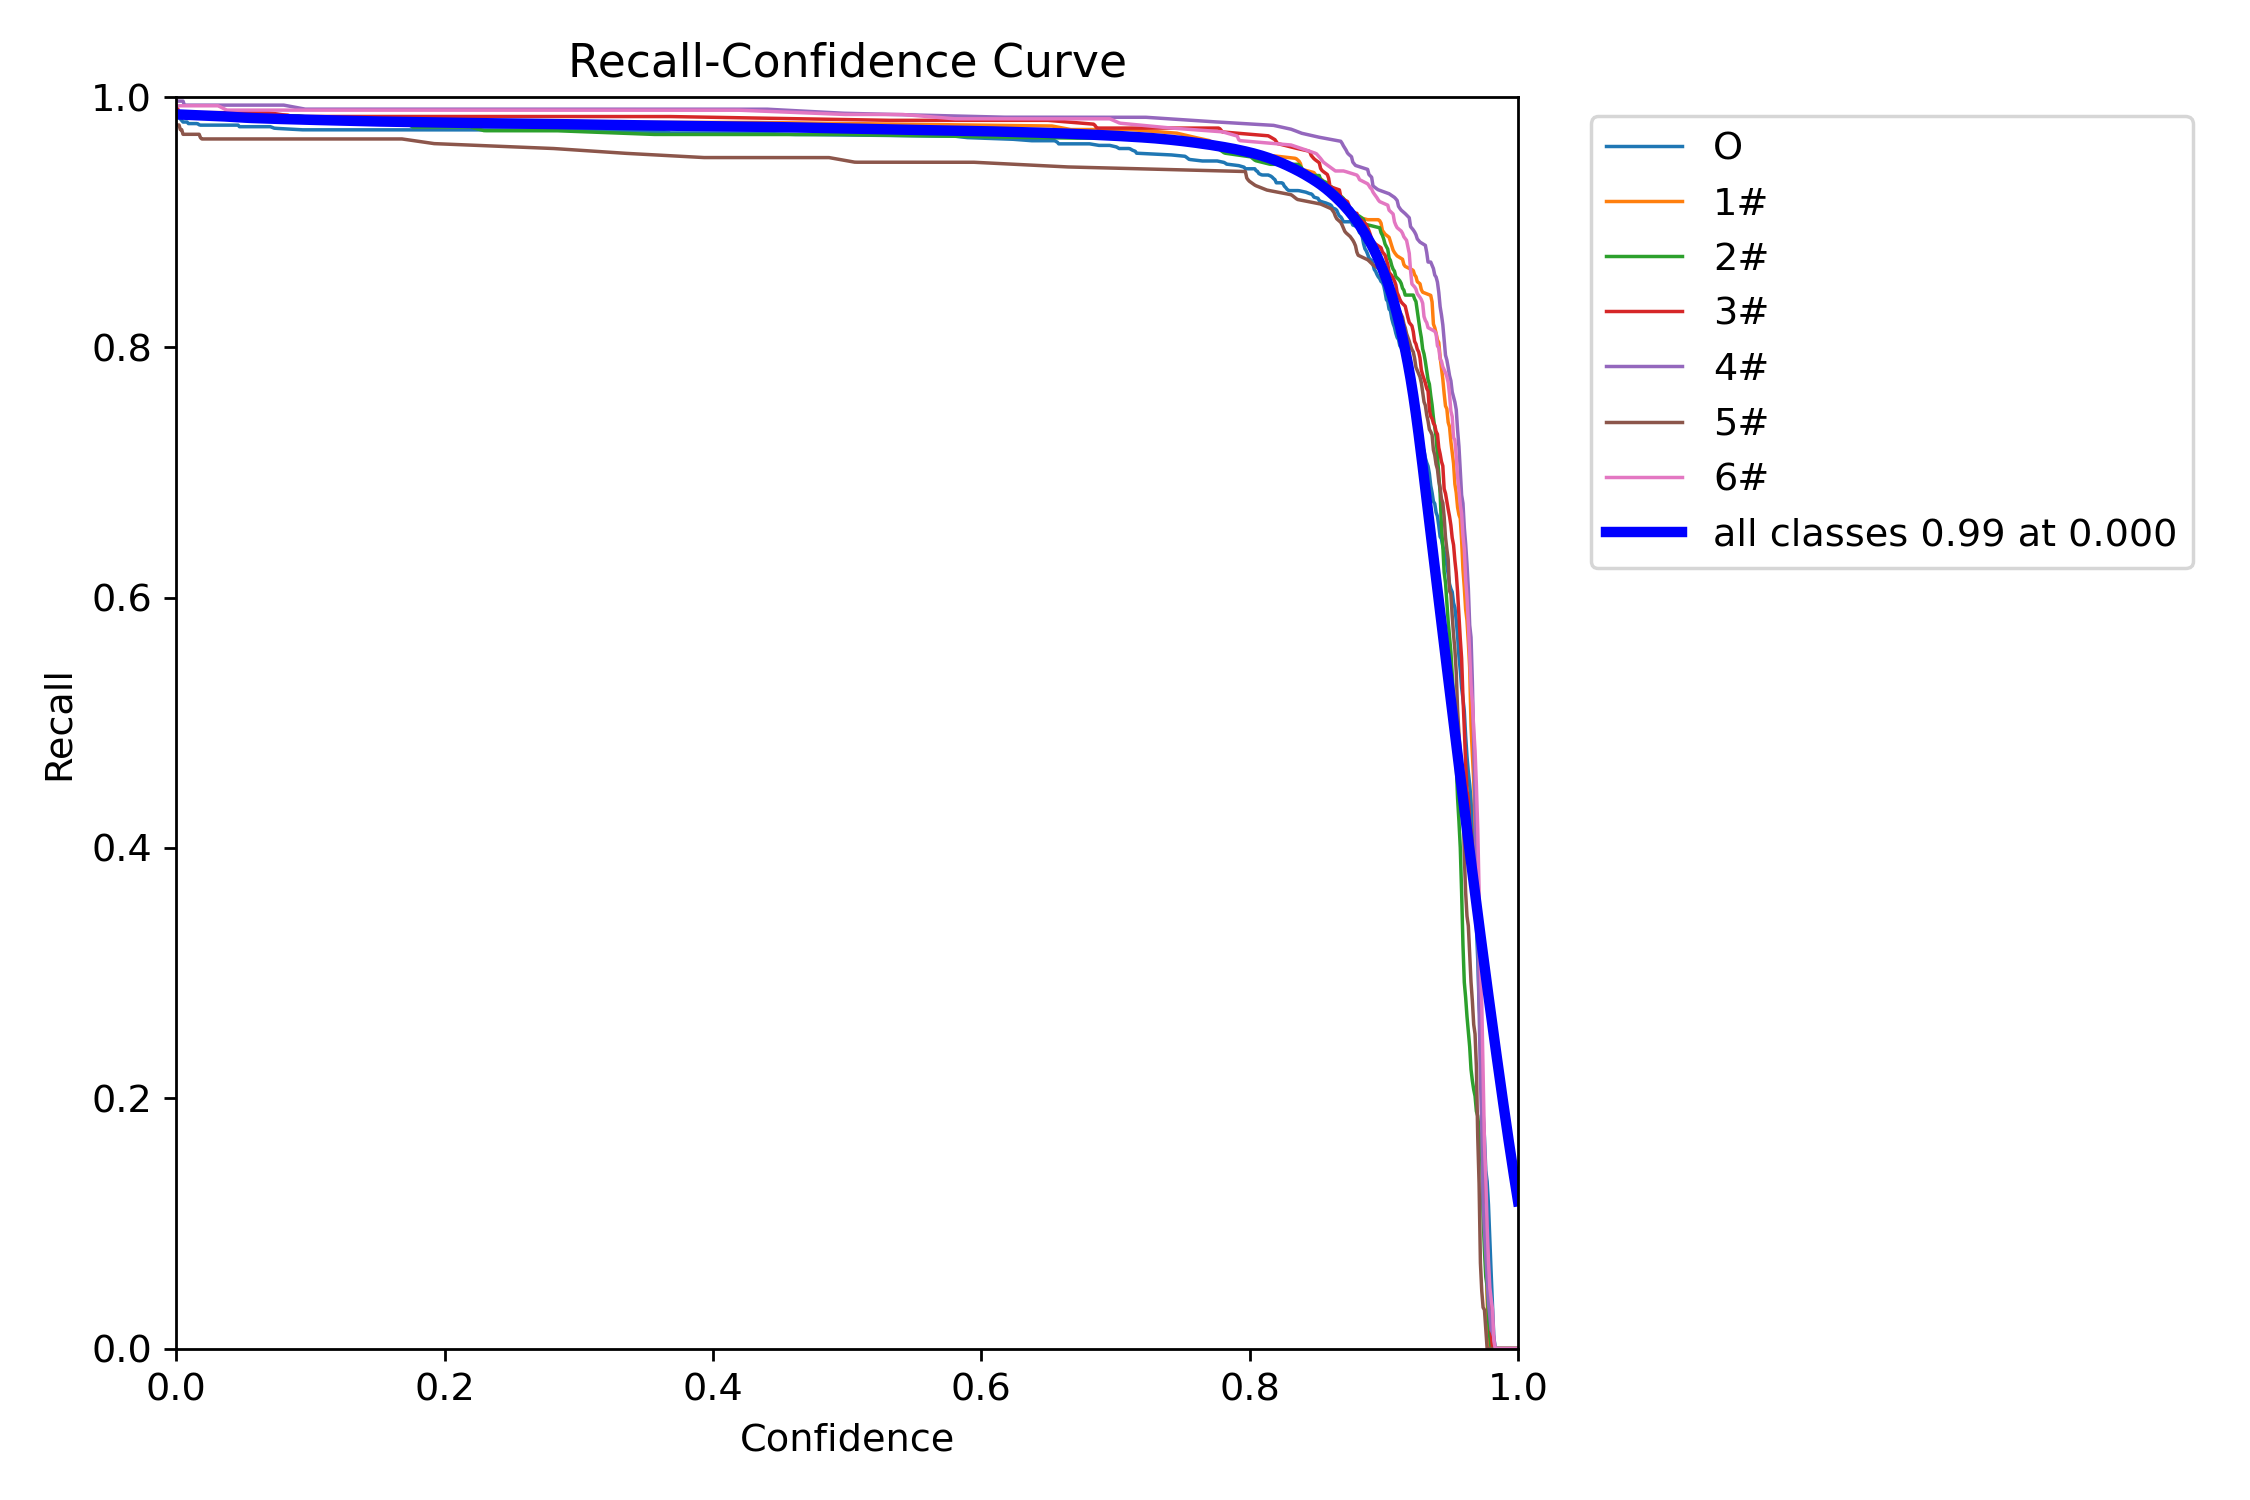 Recall-Confidence Curve
1.0
0.8
0.6
0.4
0.2
0.0
Recall
0.0 0.2 0.4 0.6 0.8 1.0
Confidence
O
1#
2#
3#
4#
5#
6#
all classes 0.99 at 0.000